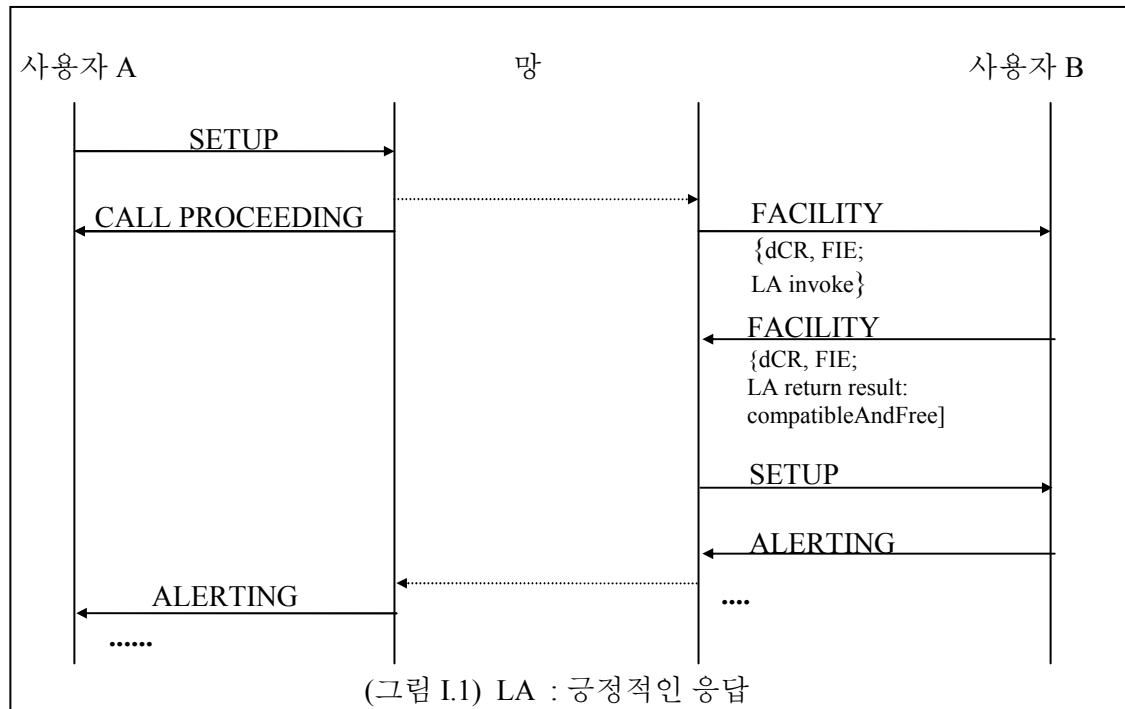 사용자 A
망
사용자 B
SETUP
CALL PROCEEDING
FACILITY
{dCR, FIE;
LA invoke}
FACILITY
{dCR, FIE;
LA return result:
compatibleAndFree]
SETUP
ALERTING
ALERTING
....
......
(그림 I.1) LA : 긍정적인 응답